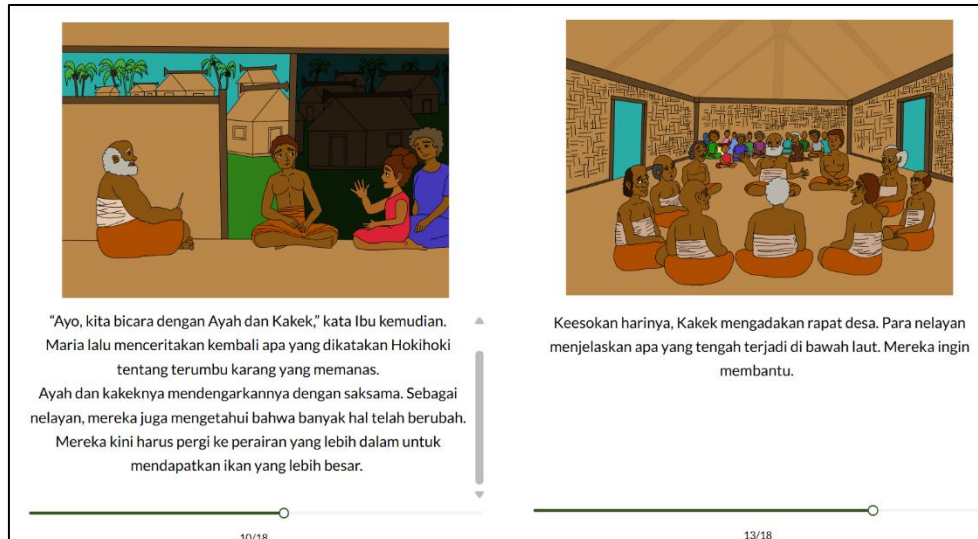 “Ayo, kita bicara dengan Ayah dan Kakek,” kata Ibu kemudian.
Maria lalu menceritakan kembali apa yang dikatakan Hokihoki
tentang terumbu karang yang memanas.
Ayah dan kakeknya mendengarkannya dengan saksama. Sebagai
nelayan, mereka juga mengetahui bahwa banyak hal telah berubah.
Mereka kini harus pergi ke perairan yang lebih dalam untuk
mendapatkan ikan yang lebih besar.
10/18
Keesokan harinya, Kakek mengadakan rapat desa. Para nelayan
menjelaskan apa yang tengah terjadi di bawah laut. Mereka ingin
membantu.
13/18